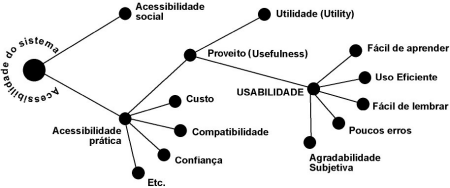 Acessibilidade do sistema
Acessibilidade
social
Utilidade (Utility)
Proveito (Usefulness)
Fácil de aprender
Uso Eficiente
USABILIDADE
Fácil de lembrar
Poucos erros
Agradabilidade
Subjetiva
Custo
Acessibilidade
prática
Compatibilidade
Confiança
Etc.